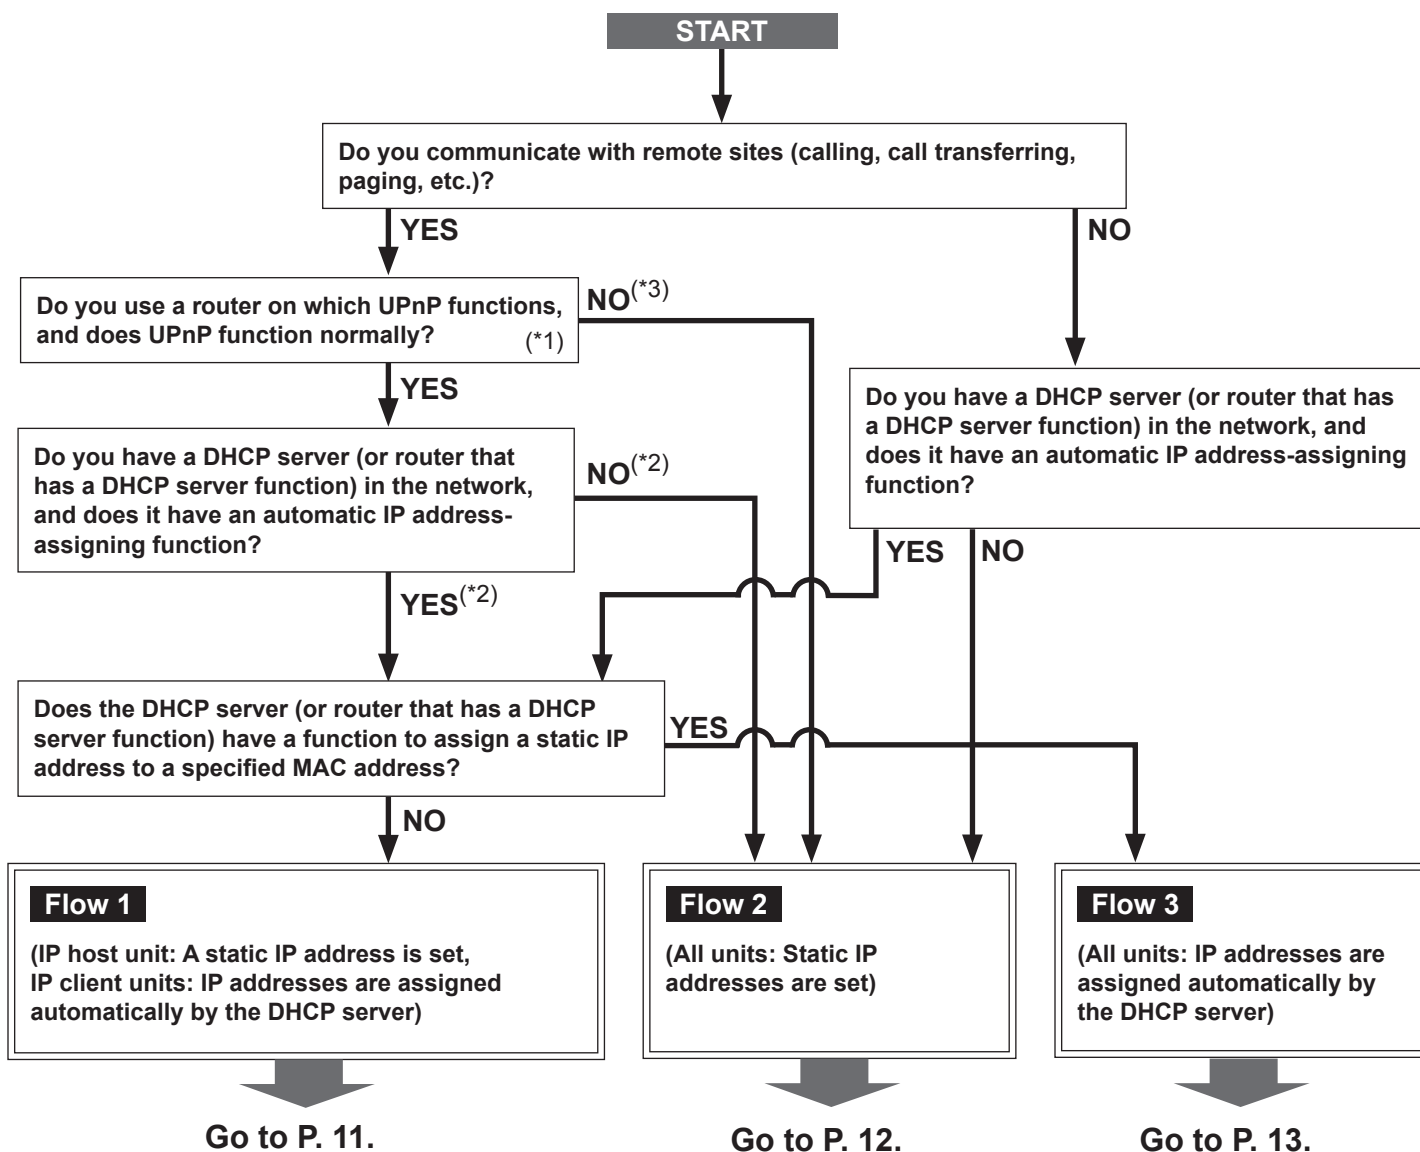 START
Do you communicate with remote sites (calling, call transferring,
paging, etc.)?
YES
NO
Do you use a router on which UPnP functions,
and does UPnP function normally?
(*1)
NO(*3)
YES
Do you have a DHCP server (or router that has
a DHCP server function) in the network, and
does it have an automatic IP address-assigning
function?
Do you have a DHCP server (or router that
has a DHCP server function) in the network,
and does it have an automatic IP address-
assigning function?
NO(*2)
YES
NO
YES(*2)
Does the DHCP server (or router that has a DHCP
server function) have a function to assign a static IP
address to a specified MAC address?
YES
NO
Flow 1
(IP host unit: A static IP address is set,
IP client units: IP addresses are assigned
automatically by the DHCP server)
Flow 2
(All units: Static IP
addresses are set)
Flow 3
(All units: IP addresses are
assigned automatically by
the DHCP server)
Go to P. 11.
Go to P. 12.
Go to P. 13.